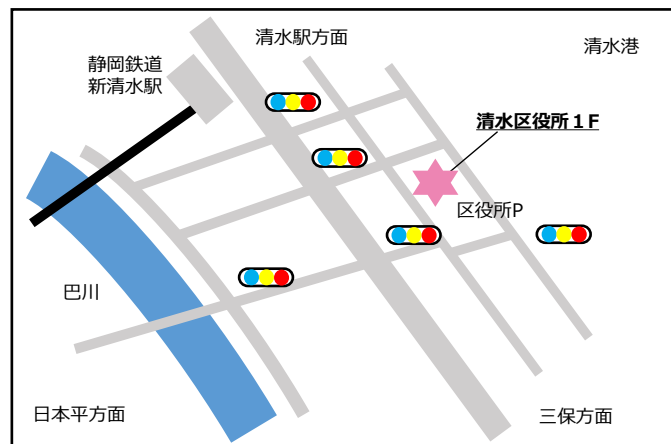 清水駅方面
清水港
静岡鉄道
新清水駅
清水区役所１F
区役所P
巴川
日本平方面
三保方面